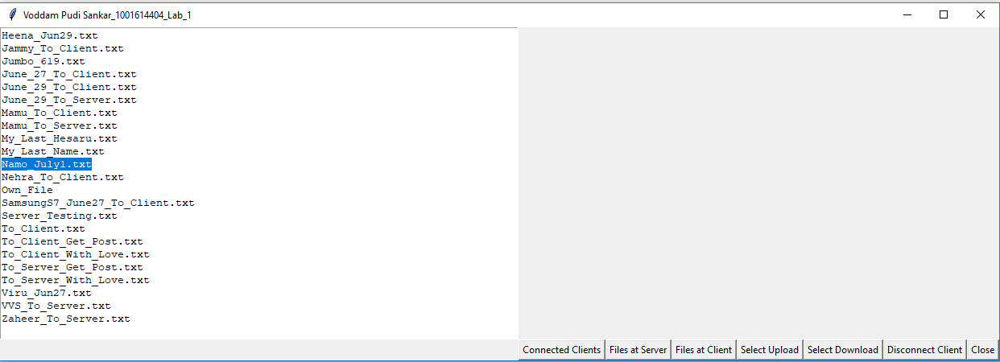 Voddam Pudi Sankar_1001614404_Lab_1
Heena_Jun29.txt
Jammy_To_Client.txt
Jumbo_619.txt
June_27_To_Client.txt
June_29_To_Client.txt
June_29_To_Server.txt
Mamu_To_Client.txt
Mamu_To_Server.txt
My_Last_Hesaru.txt
My_Last_Name.txt
Namo_July1.txt
Nehra_To_Client.txt
Own_File
SamsungS7_June27_To_Client.txt
Server_Testing.txt
To_Client.txt
To_Client_Get_Post.txt
To_Client_With_Love.txt
To_Server_Get_Post.txt
To_Server_With_Love.txt
Viru_Jun27.txt
VVS_To_Server.txt
Zaheer_To_Server.txt
Connected Clients Files at Server Files at Client Select Upload Select Download Disconnect Client Close